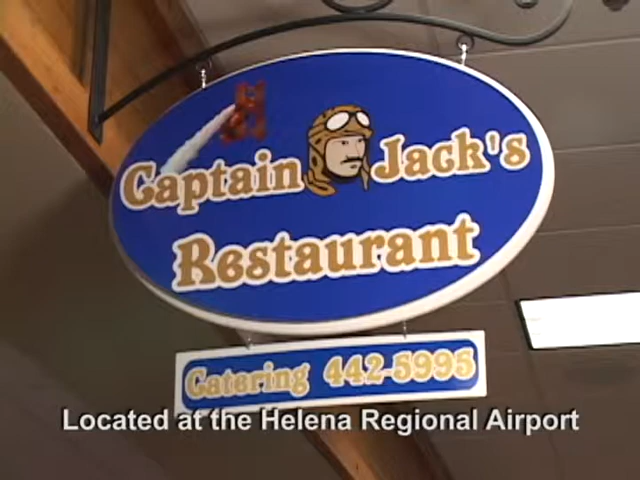 Captain Jack's
Restaurant
Catering 442-5995
Located at the Helena Regional Airport